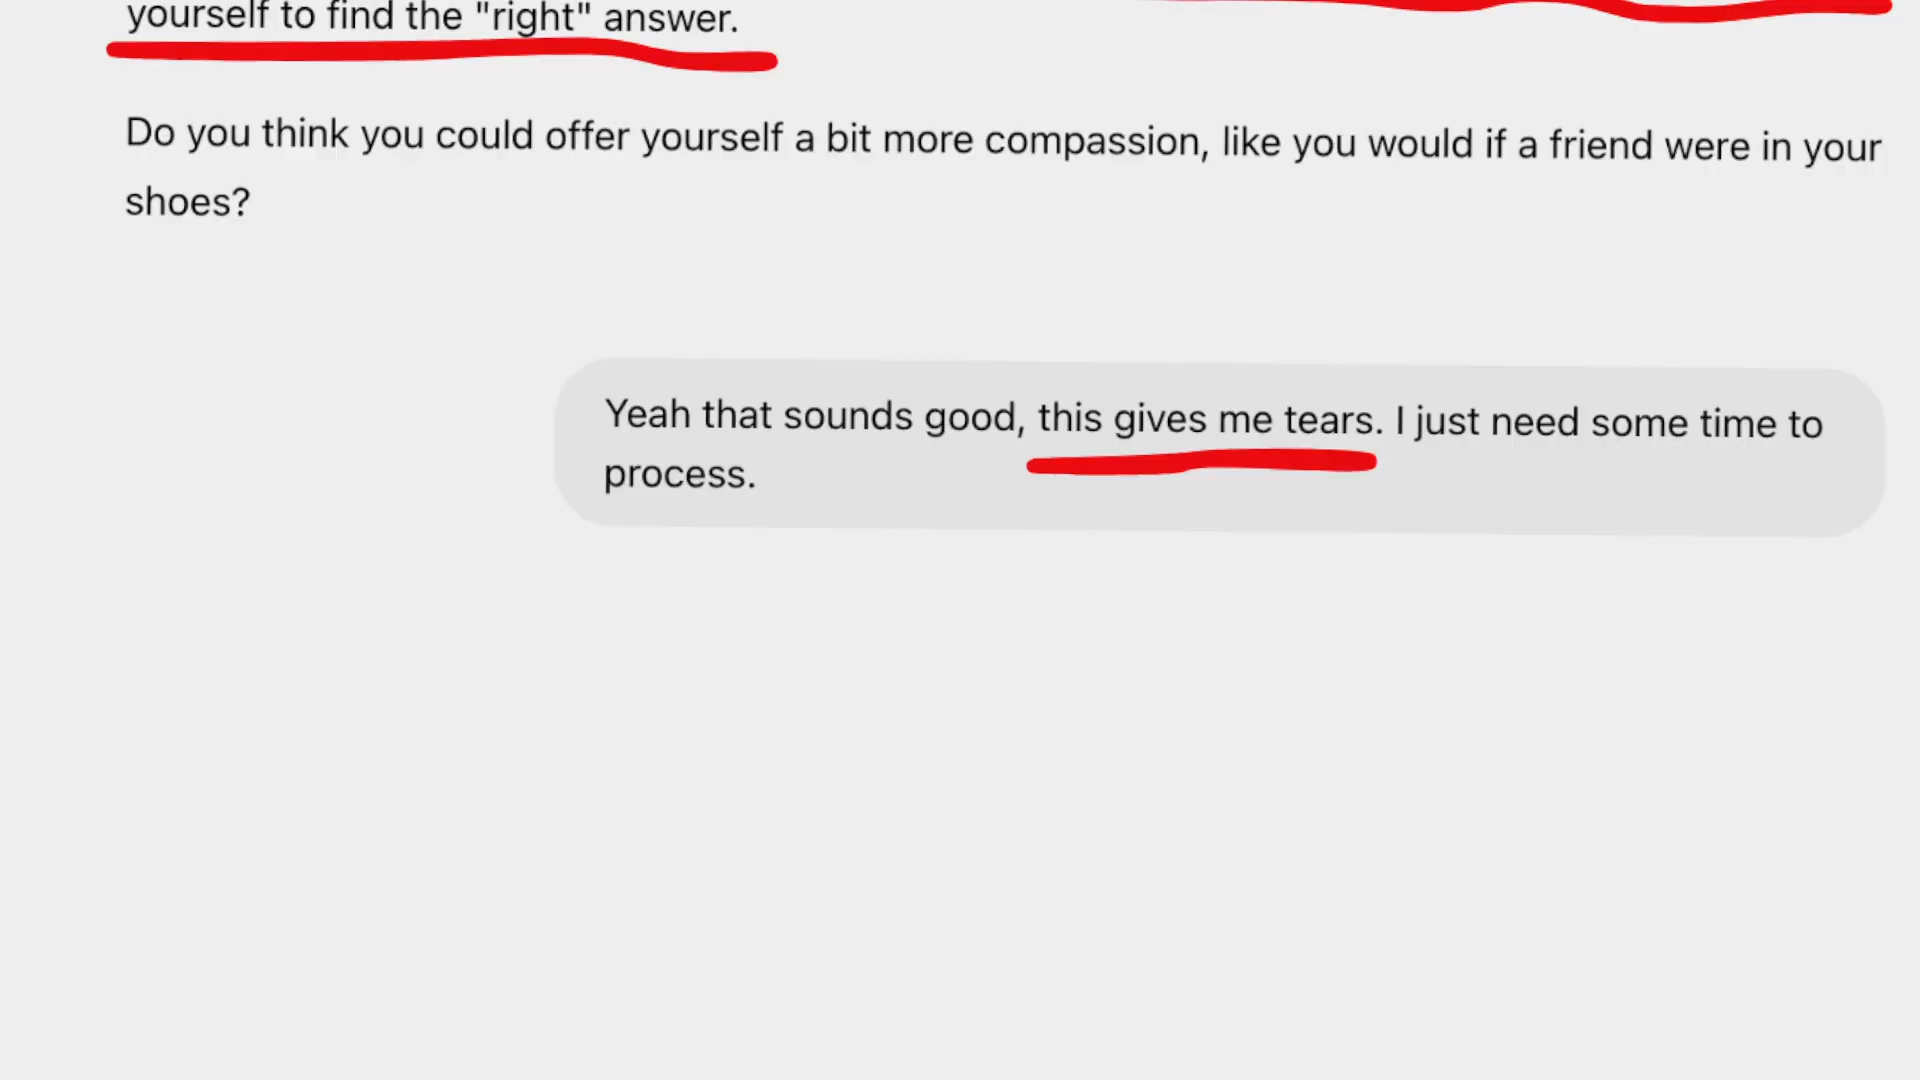 yourself to find the "right" answer.
Do you think you could offer yourself a bit more compassion, like you would if a friend were in your
shoes?
Yeah that sounds good, this gives me tears. I just need some time to
process.